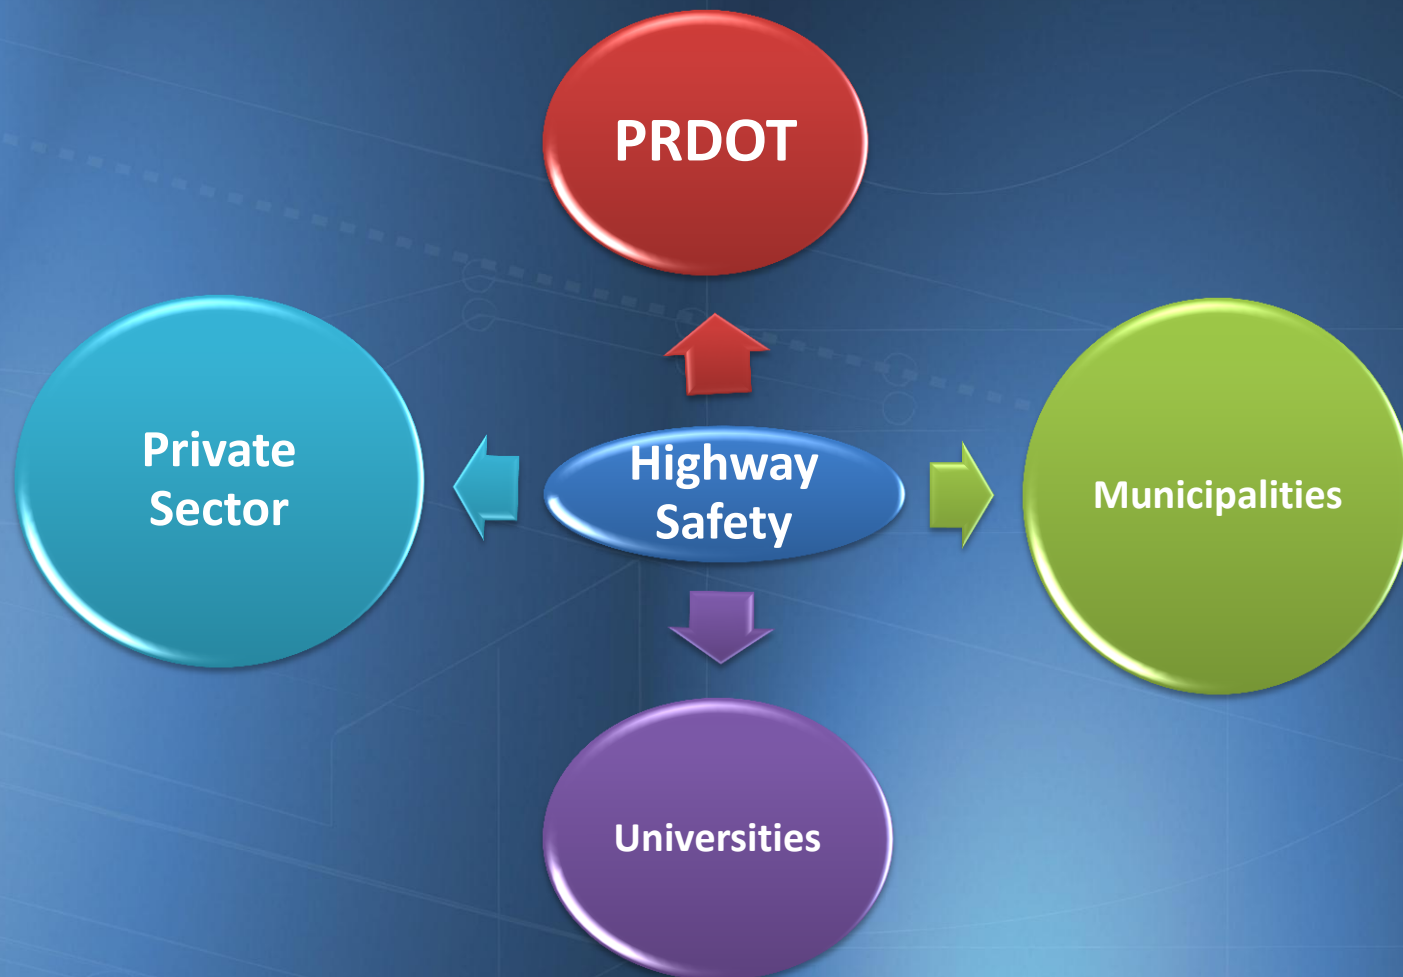 PRDOT
Private
Sector
Highway
Safety
Municipalities
Universities